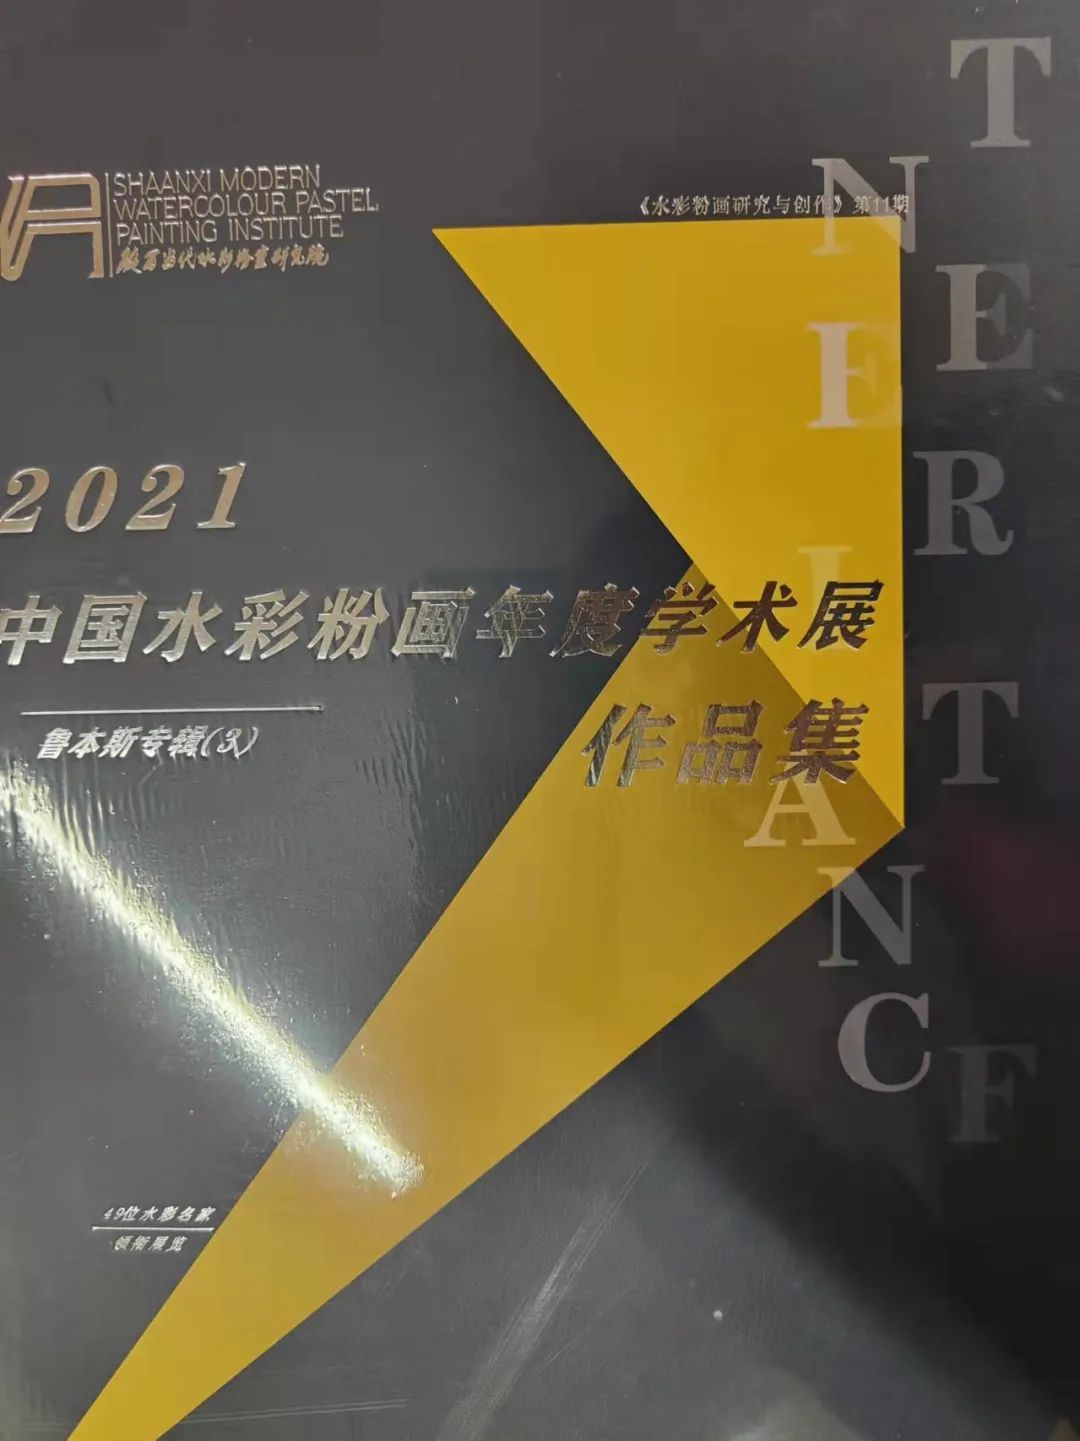 SHAANXI MODERN
WATERCOLOUR PASTEL
PAINTING INSTITUTE
陕西当代水彩粉画研究院
《水彩粉画研究与创作》第11期
2021
中国水彩粉画年度学术展
作品集
鲁本斯专辑(3)
49位水彩名家
领衔展览
T
N
E
E
R
I
T
A
N
C